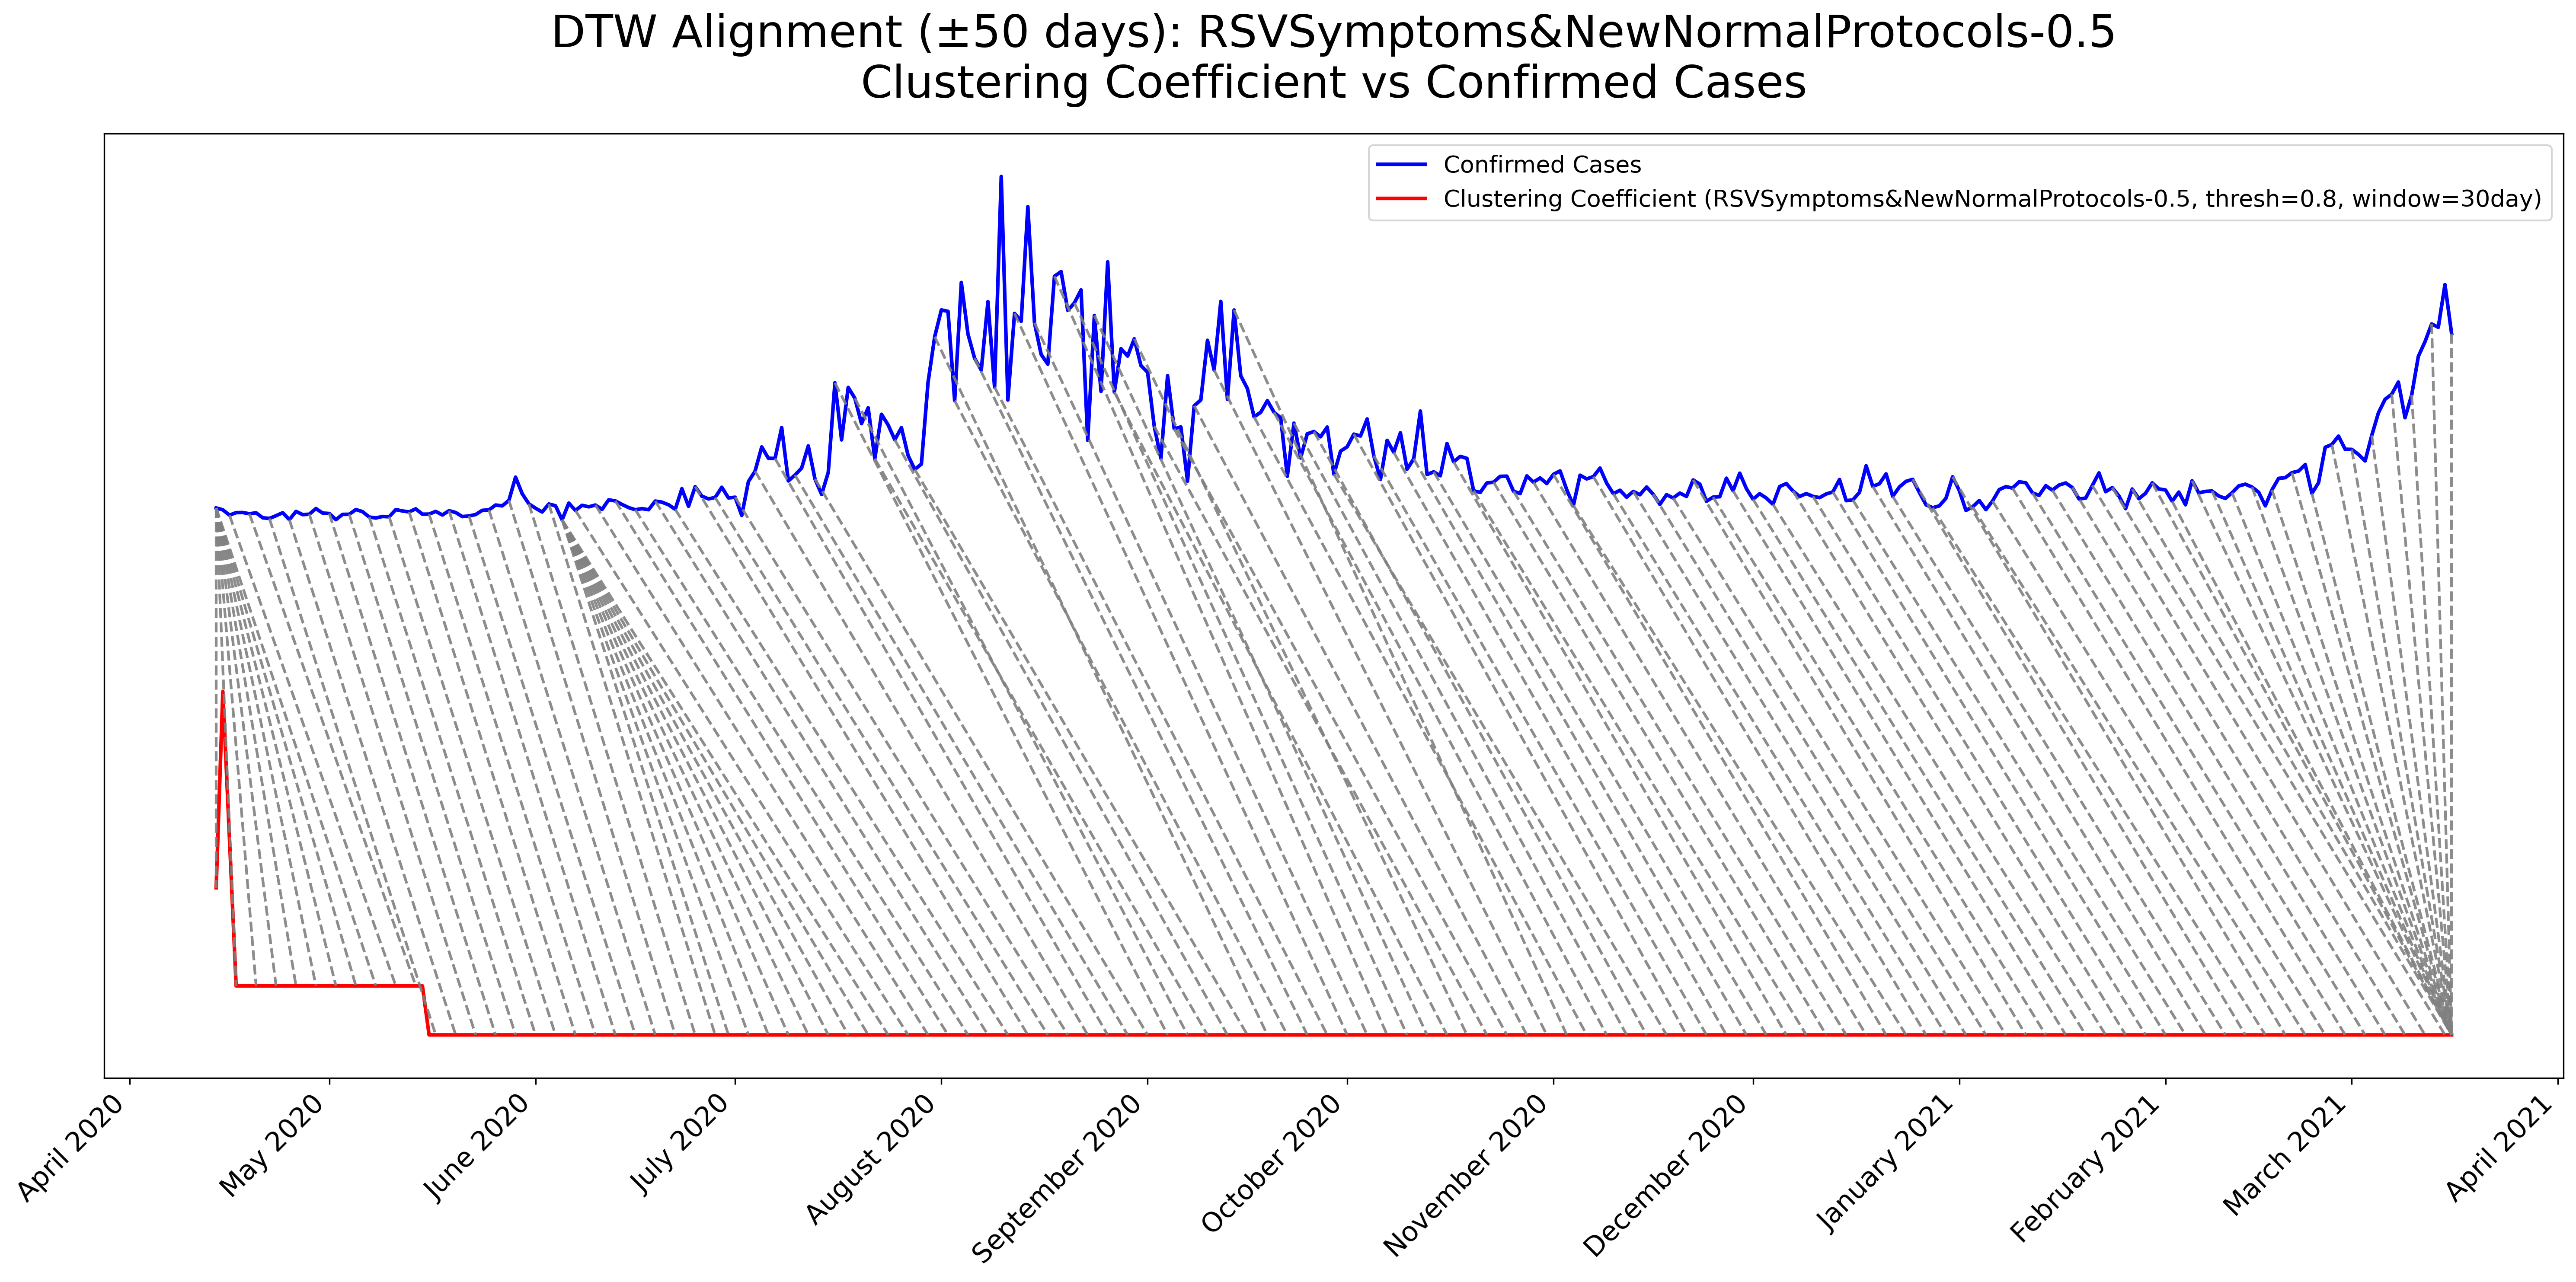 DTW Alignment (±50 days): RSVSymptoms&NewNormalProtocols-0.5
Clustering Coefficient vs Confirmed Cases
Confirmed Cases
Clustering Coefficient (RSVSymptoms&NewNormalProtocols-0.5, thresh=0.8, window=30day)
April 2020
May 2020
June 2020
July 2020
August 2020
September 2020
October 2020
November 2020
December 2020
January 2021
February 2021
March 2021
April 2021